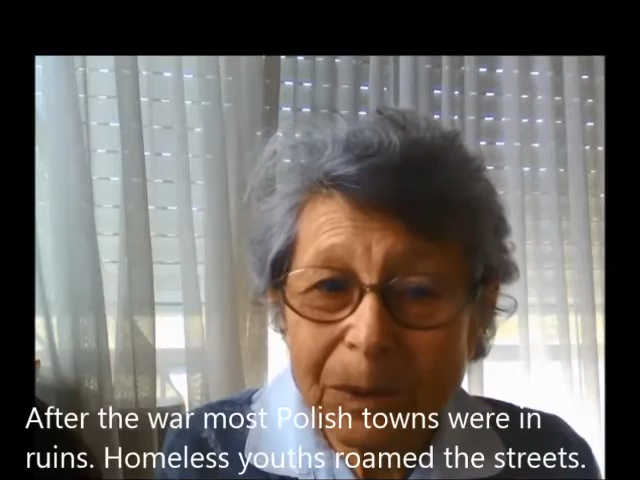 After the war most Polish towns were in
ruins. Homeless youths roamed the streets.